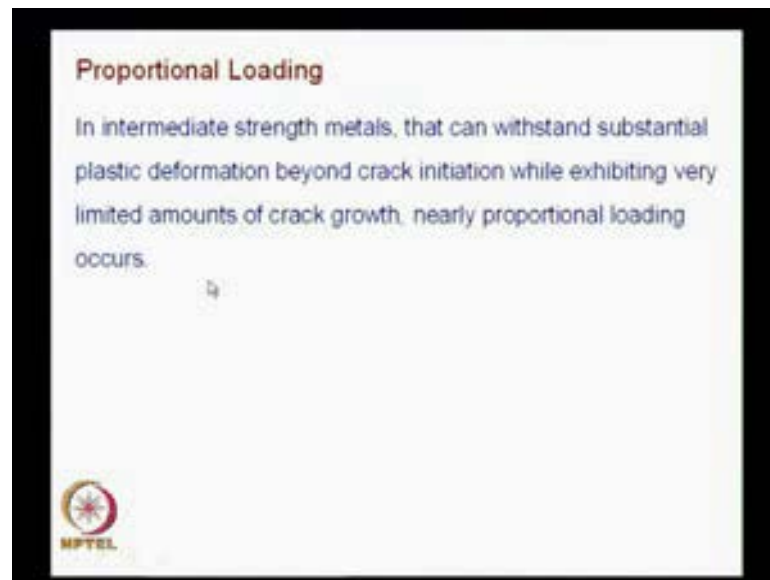 Proportional Loading
In intermediate strength metals, that can withstand substantial
plastic deformation beyond crack initiation while exhibiting very
limited amounts of crack growth, nearly proportional loading
occurs.
NPTEL